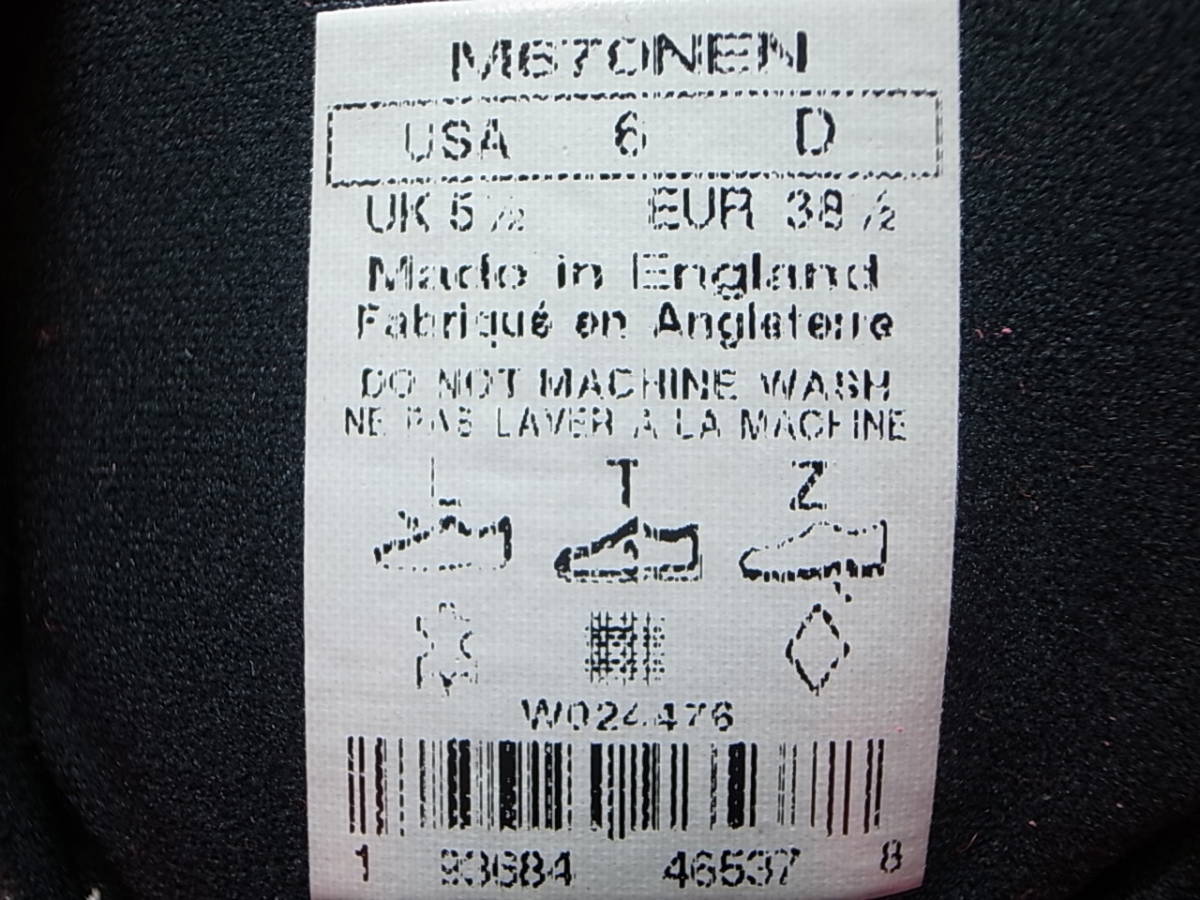 M670NEN
USA 6 D
UK 5 ½ EUR 38 ½
Made in England
Fabriqué en Angleterre
DO NOT MACHINE WASH
NE PAS LAVER A LA MACHINE
L T Z
W024476
1 93684 46537 8